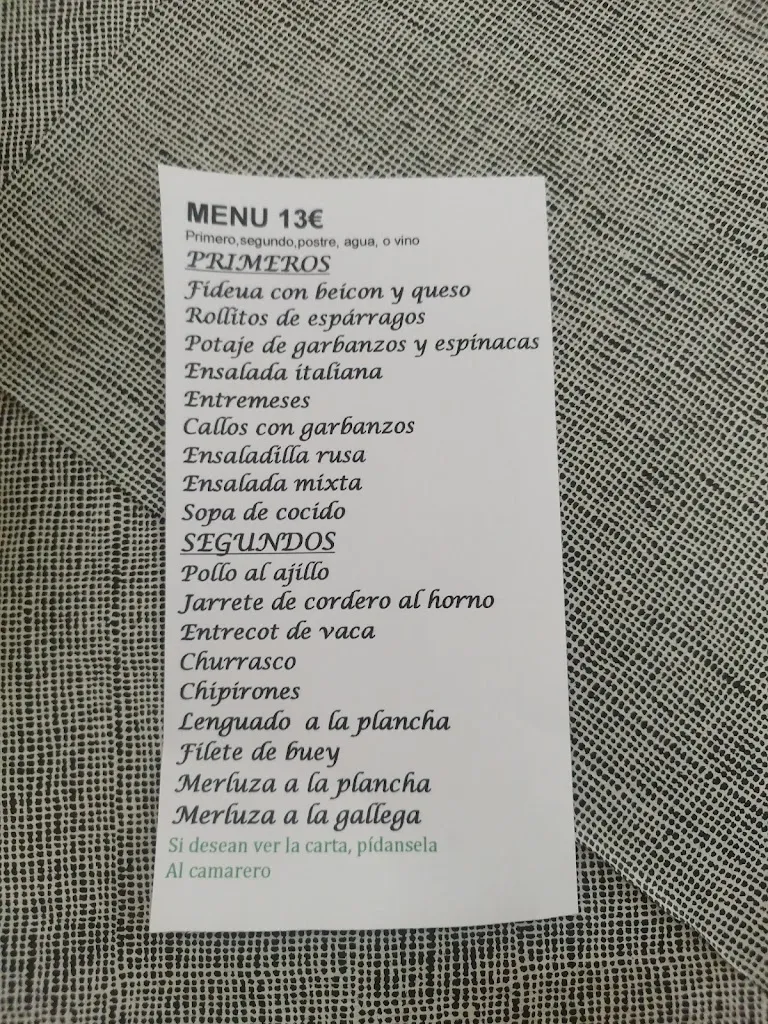 MENU 13€
Primero,segundo,postre, agua, o vino
PRIMEROS
Fideua con beicon y queso
Rollitos de espárragos
Potaje de garbanzos y espinacas
Ensalada italiana
Entremeses
Callos con garbanzos
Ensaladilla rusa
Ensalada mixta
Sopa de cocido
SEGUNDOS
Pollo al ajillo
Jarrete de cordero al horno
Entrecot de vaca
Churrasco
Chipirones
Lenguado a la plancha
Filete de buey
Merluza a la plancha
Merluza a la gallega
Si desean ver la carta, pídansela
Al camarero